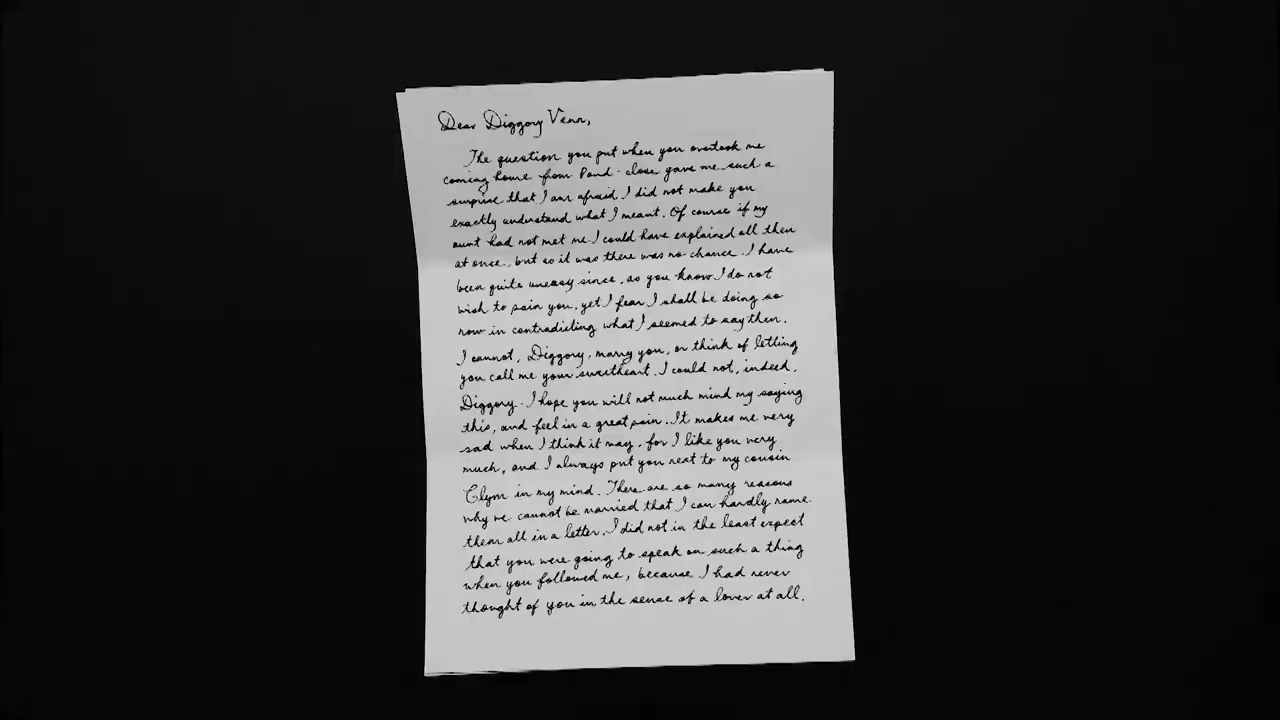 Dear Diggory Venn,
The question you put when you overtook me
coming home from Pond-close gave me such a
surprise that I am afraid I did not make you
exactly understand what I meant. Of course if my
aunt had not met me I could have explained all then
at once, but as it was there was no chance. I have
been quite uneasy since, as you know I do not
wish to pain you, yet I fear I shall be doing so
now in contradicting what I seemed to say then.
I cannot, Diggory, marry you, or think of letting
you call me your sweetheart. I could not, indeed,
Diggory. I hope you will not much mind my saying
this, and feel in a great pain. It makes me very
sad when I think it may, for I like you very
much, and I always put you next to my cousin
Clym in my mind. There are so many reasons
why we cannot be married that I can hardly name
them all in a letter. I did not in the least expect
that you were going to speak on such a thing
when you followed me, because I had never
thought of you in the sense of a lover at all.